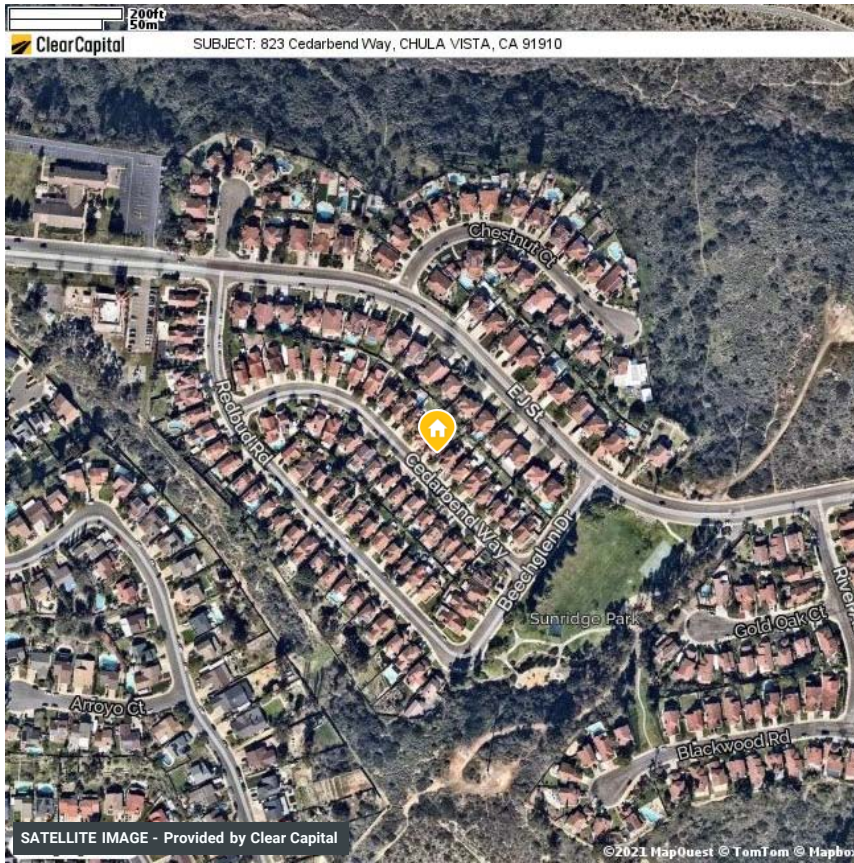 200ft
50m
ClearCapital
SUBJECT: 823 Cedarbend Way, CHULA VISTA, CA 91910
Chestnut Ct
E J St
Redbud Rd
Cedarbend Way
Beechglen Dr
Sunridge Park
Gold Oak Ct
Arroyo Ct
Blackwood Rd
SATELLITE IMAGE - Provided by Clear Capital
©2021 MapQuest © TomTom © Mapbox